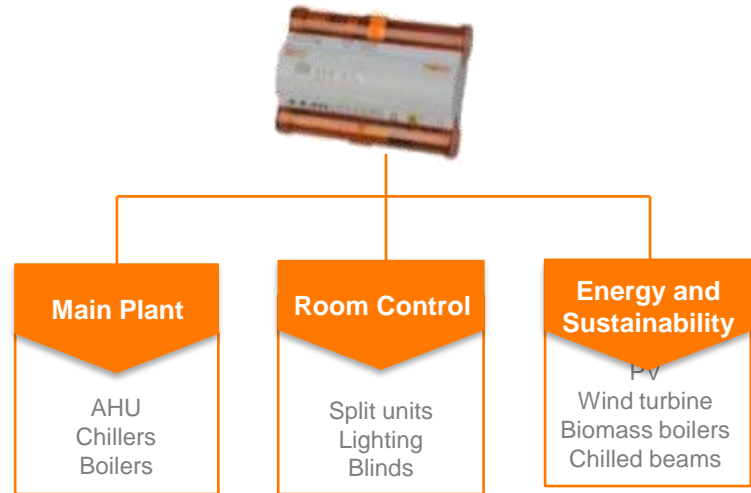 Main Plant
AHU
Chillers
Boilers
Room Control
Split units
Lighting
Blinds
Energy and
Sustainability
PV
Wind turbine
Biomass boilers
Chilled beams